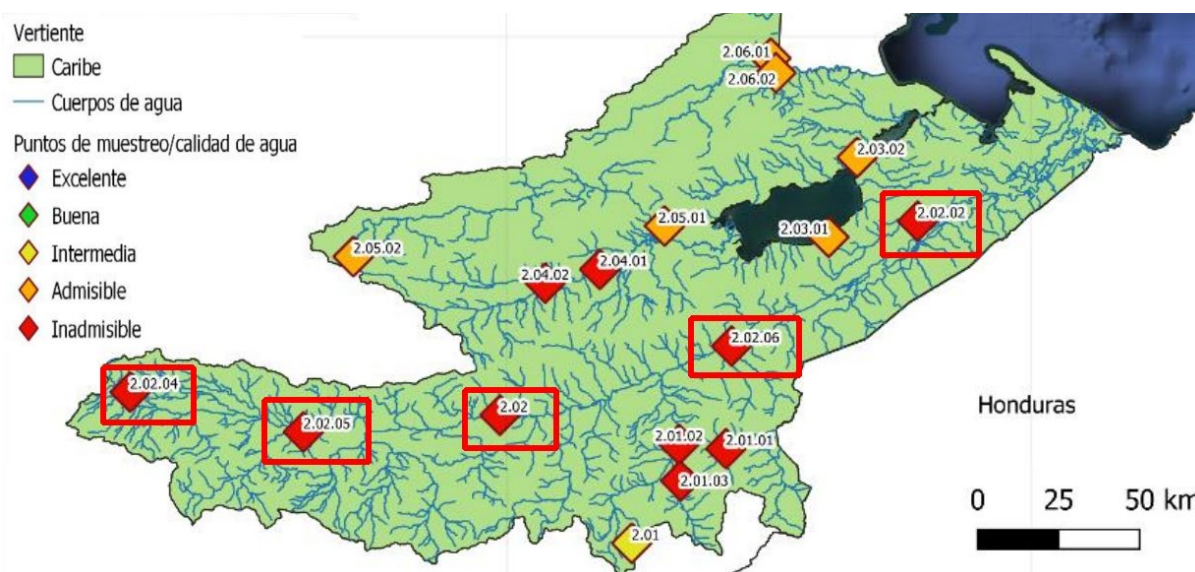 Vertiente
Caribe
Cuerpos de agua
Puntos de muestreo/calidad de agua
Excelente
Buena
Intermedia
Admisible
Inadmisible
2.06.01
2.06.02
2.03.02
2.02.02
2.05.01
2.03.01
2.05.02
2.04.01
2.04.02
2.02.06
2.02.04
2.02
2.02.05
2.01.02
2.01.01
2.01.03
2.01
Honduras
0 25 50 km